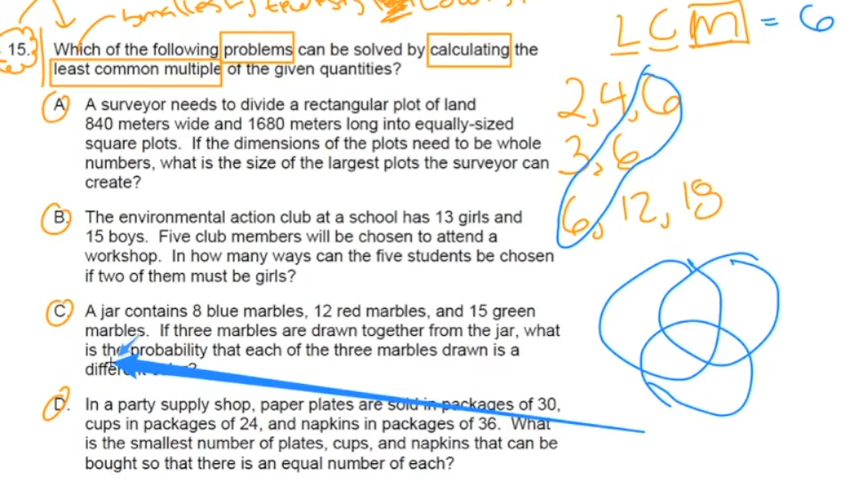 Smallest
LCM = 6
15. Which of the following problems can be solved by calculating the
least common multiple of the given quantities?
2, 4, 6
3, 6
6, 12, 18
A. A surveyor needs to divide a rectangular plot of land
840 meters wide and 1680 meters long into equally-sized
square plots. If the dimensions of the plots need to be whole
numbers, what is the size of the largest plots the surveyor can
create?
B. The environmental action club at a school has 13 girls and
15 boys. Five club members will be chosen to attend a
workshop. In how many ways can the five students be chosen
if two of them must be girls?
C. A jar contains 8 blue marbles, 12 red marbles, and 15 green
marbles. If three marbles are drawn together from the jar, what
is the probability that each of the three marbles drawn is a
different color?
D. In a party supply shop, paper plates are sold in packages of 30,
cups in packages of 24, and napkins in packages of 36. What
is the smallest number of plates, cups, and napkins that can be
bought so that there is an equal number of each?